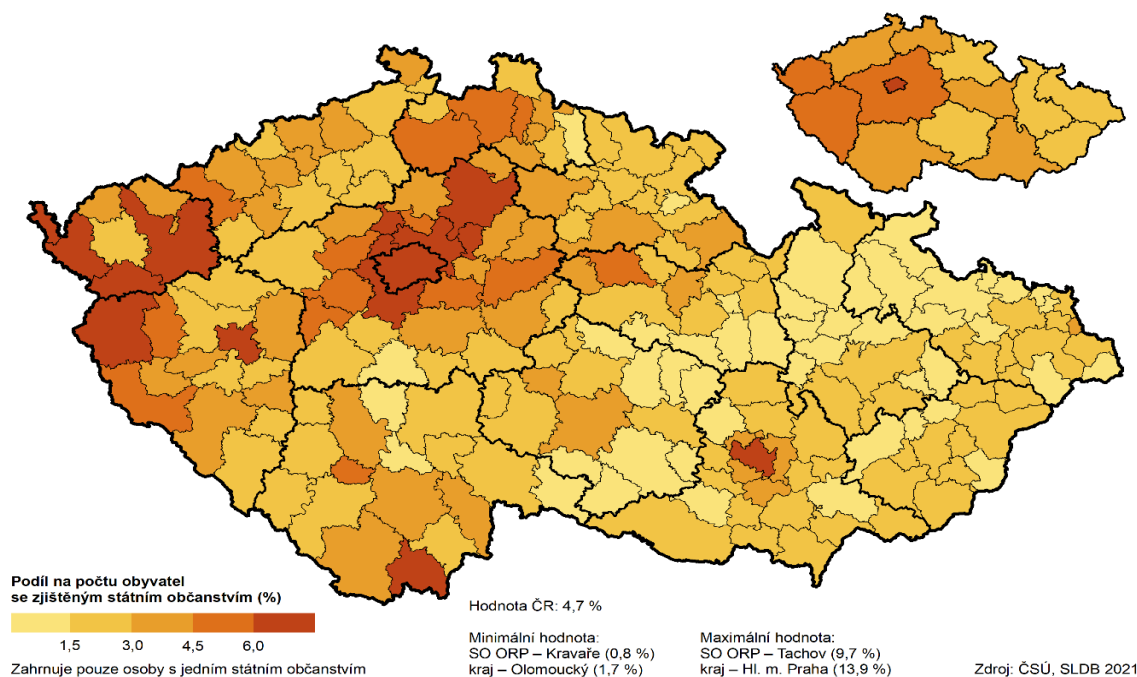 Podíl na počtu obyvatel
se zjištěným státním občanstvím (%)
1,5 3,0 4,5 6,0
Zahrnuje pouze osoby s jedním státním občanstvím
Hodnota ČR: 4,7 %
Minimální hodnota:
SO ORP – Kravaře (0,8 %)
kraj – Olomoucký (1,7 %)
Maximální hodnota:
SO ORP – Tachov (9,7 %)
kraj – Hl. m. Praha (13,9 %)
Zdroj: ČSÚ, SLDB 2021